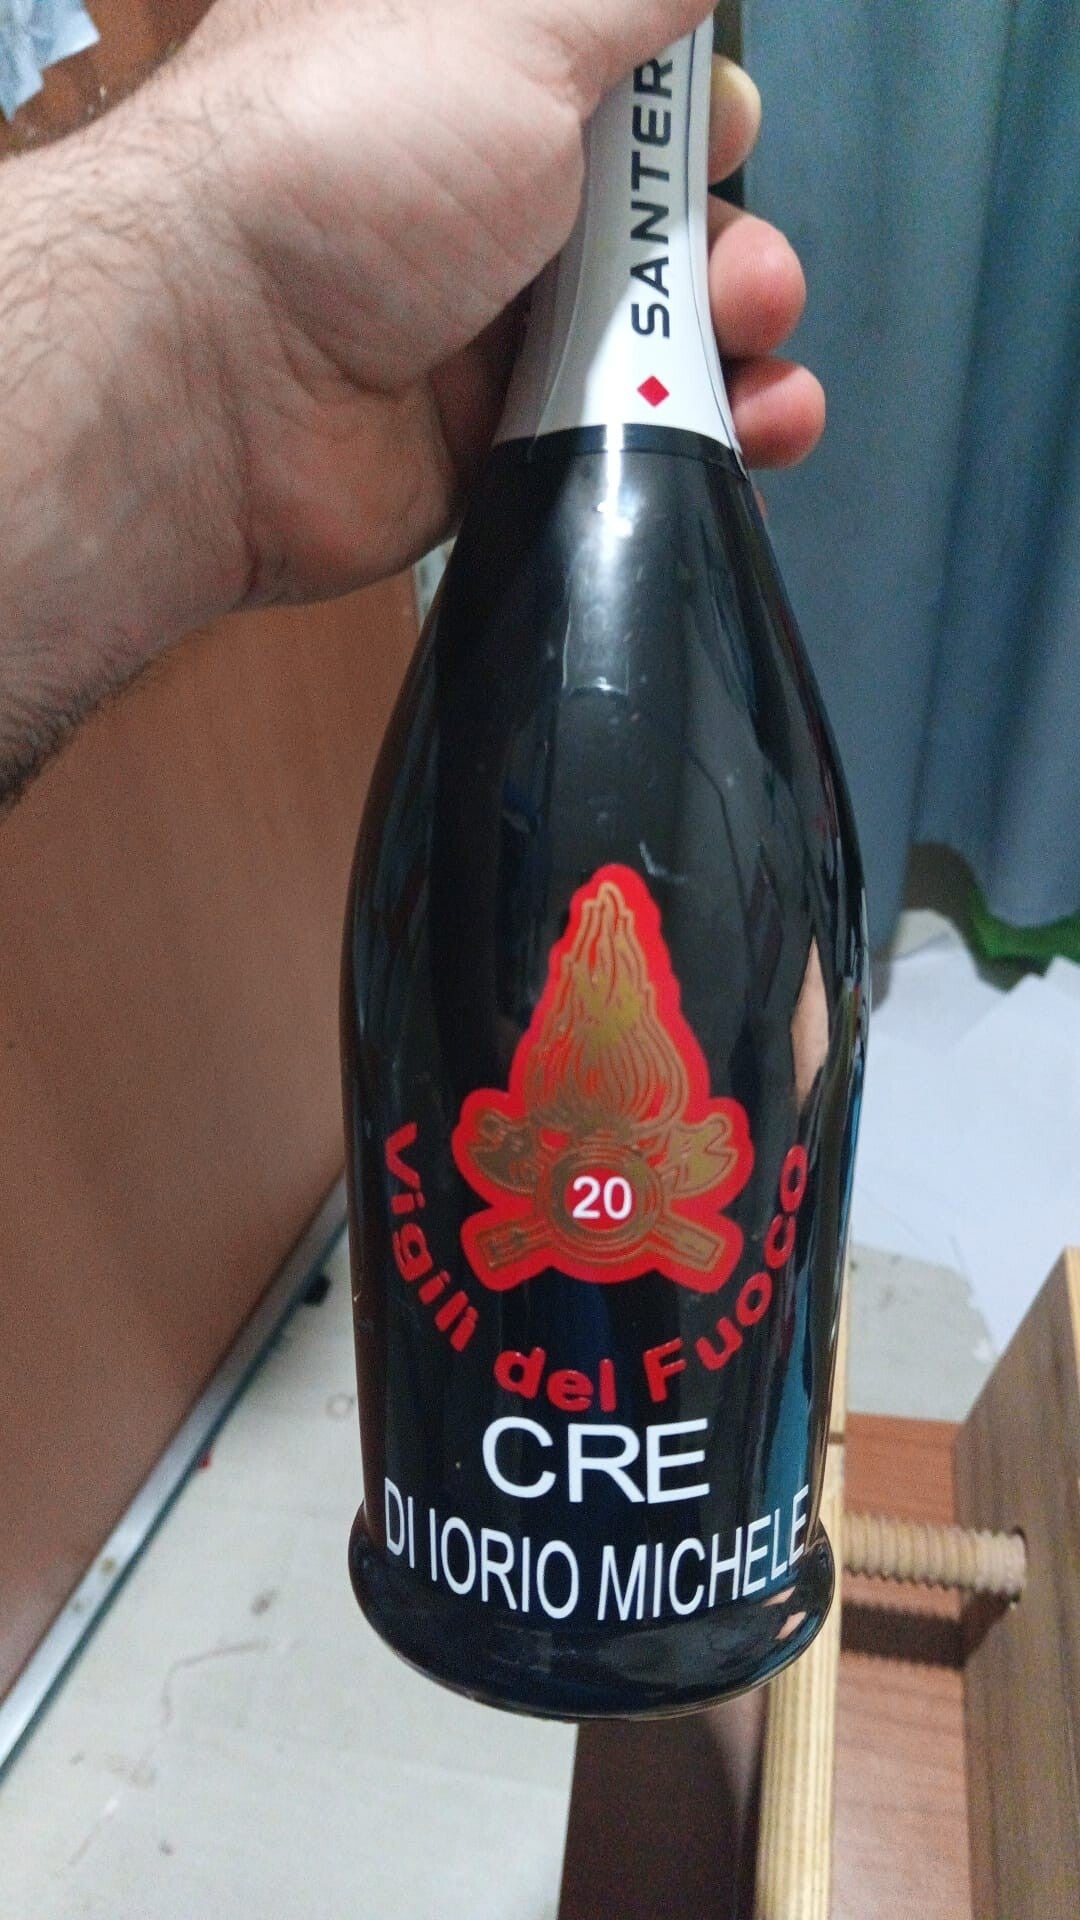 SANTER
20
Vigili del Fuoco
CRE
DI IORIO MICHELE